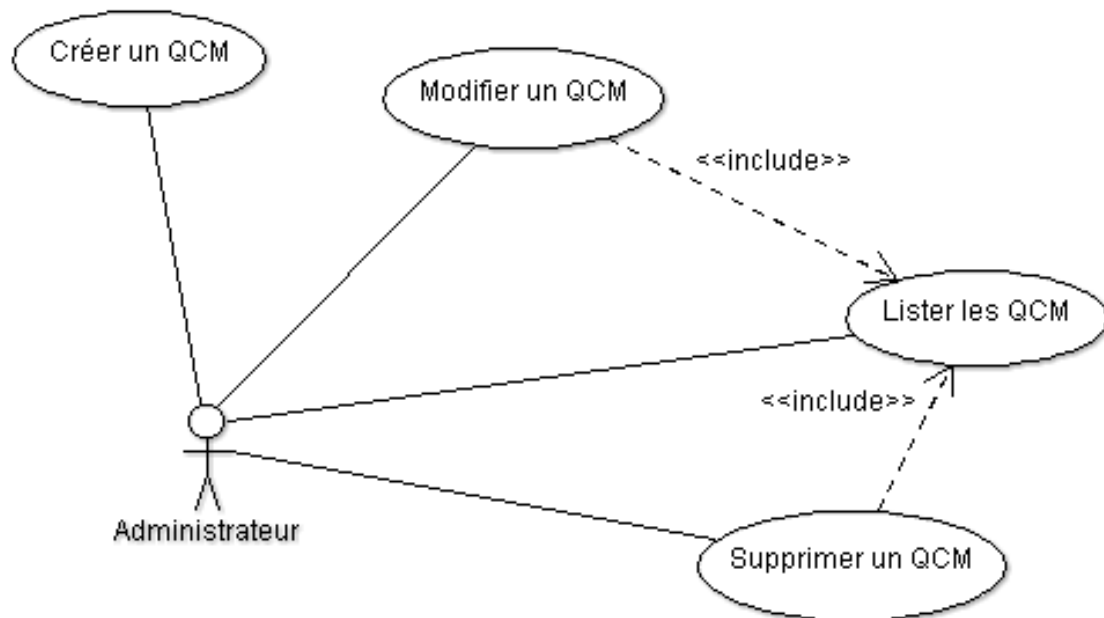 Créer un QCM
Modifier un QCM
<<include>>
Lister les QCM
<<include>>
Administrateur
Supprimer un QCM